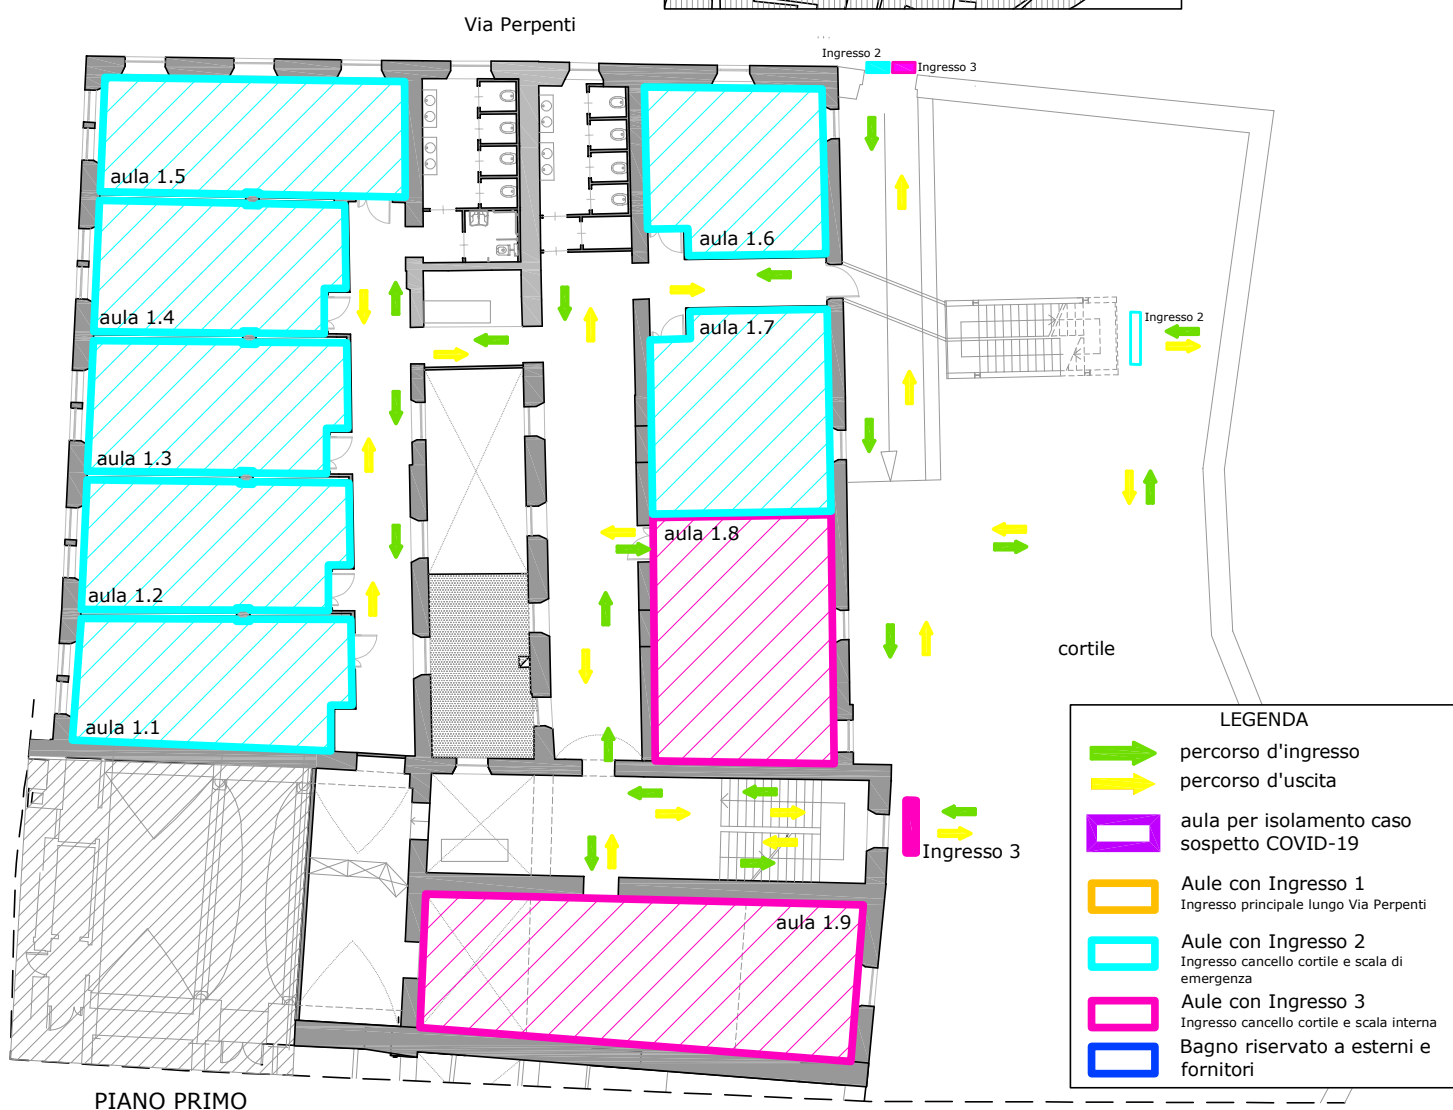 Via Perpenti
Ingresso 2
Ingresso 3
aula 1.5
aula 1.6
aula 1.4
aula 1.7
Ingresso 2
aula 1.3
aula 1.8
aula 1.2
cortile
aula 1.1
Ingresso 3
aula 1.9
LEGENDA
percorso d'ingresso
percorso d'uscita
aula per isolamento caso
sospetto COVID-19
Aule con Ingresso 1
Ingresso principale lungo Via Perpenti
Aule con Ingresso 2
Ingresso cancello cortile e scala di
emergenza
Aule con Ingresso 3
Ingresso cancello cortile e scala interna
Bagno riservato a esterni e
fornitori
PIANO PRIMO